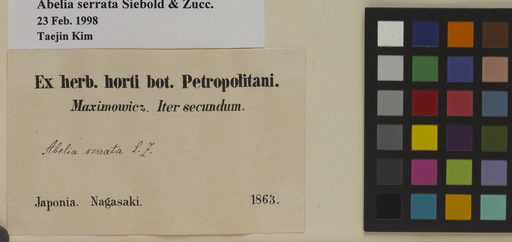 Abelia serrata Siebold & Zucc.
23 Feb. 1998
Taejin Kim
Ex herb. horti bot. Petropolitani.
Maximowicz. Iter secundum.
Abelia serrata S. Z.
Japonia. Nagasaki. 1863.